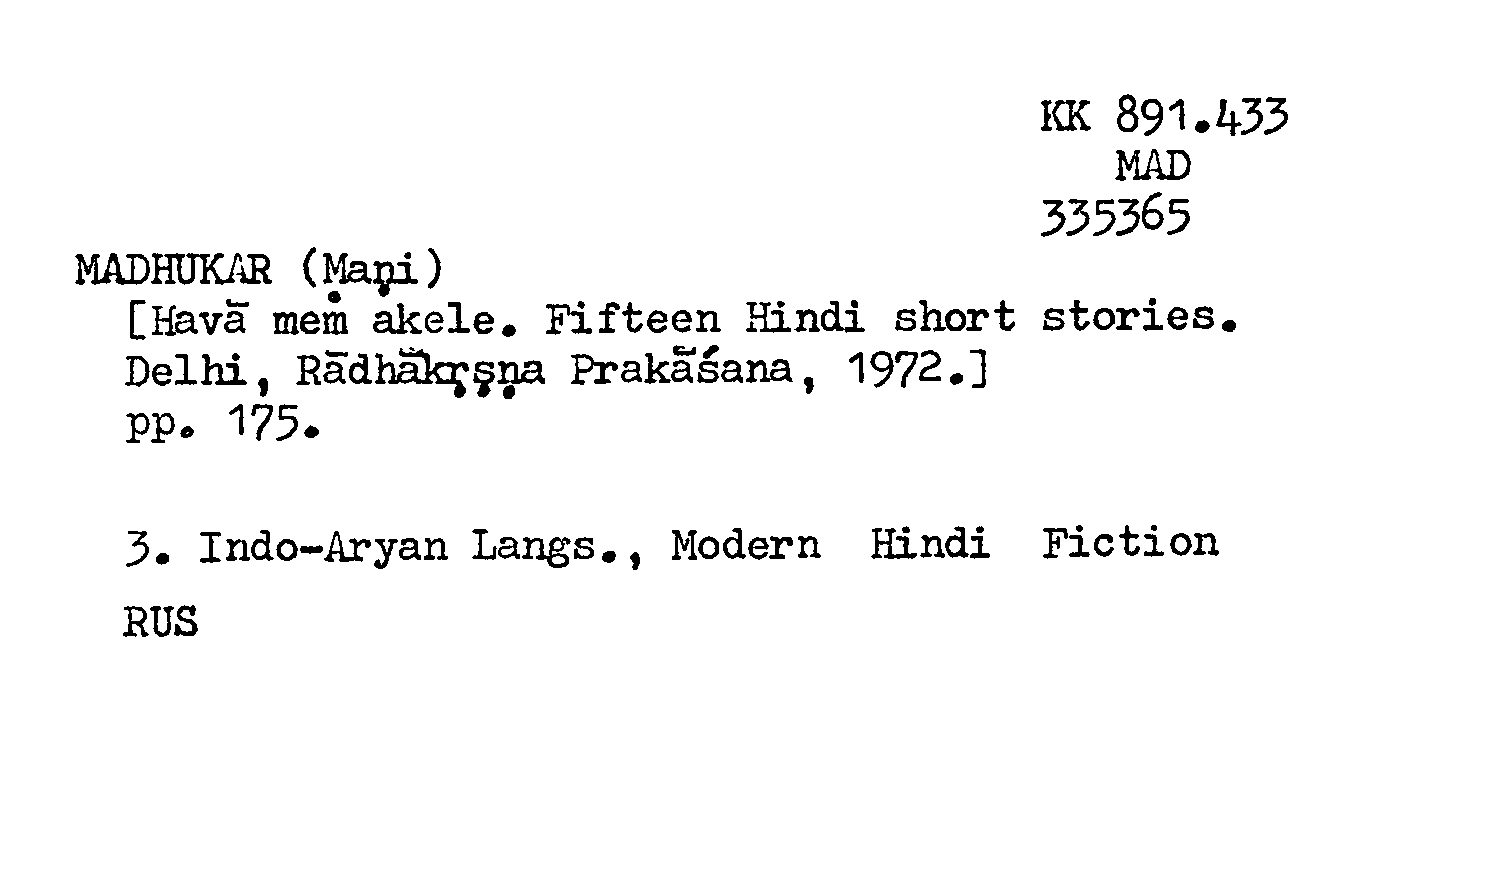 KK 891.433
MAD
335365
MADHUKAR (Maṇi)
[Havā meṁ akele. Fifteen Hindi short stories.
Delhi, Rādhākṛṣṇa Prakāśana, 1972.]
pp. 175.
3. Indo-Aryan Langs., Modern Hindi Fiction
RUS